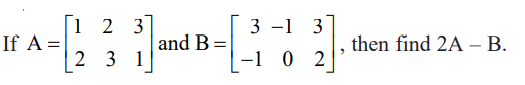 If A = [1 2 3; 2 3 1] and B = [3 −1 3; −1 0 2], then find 2A – B.